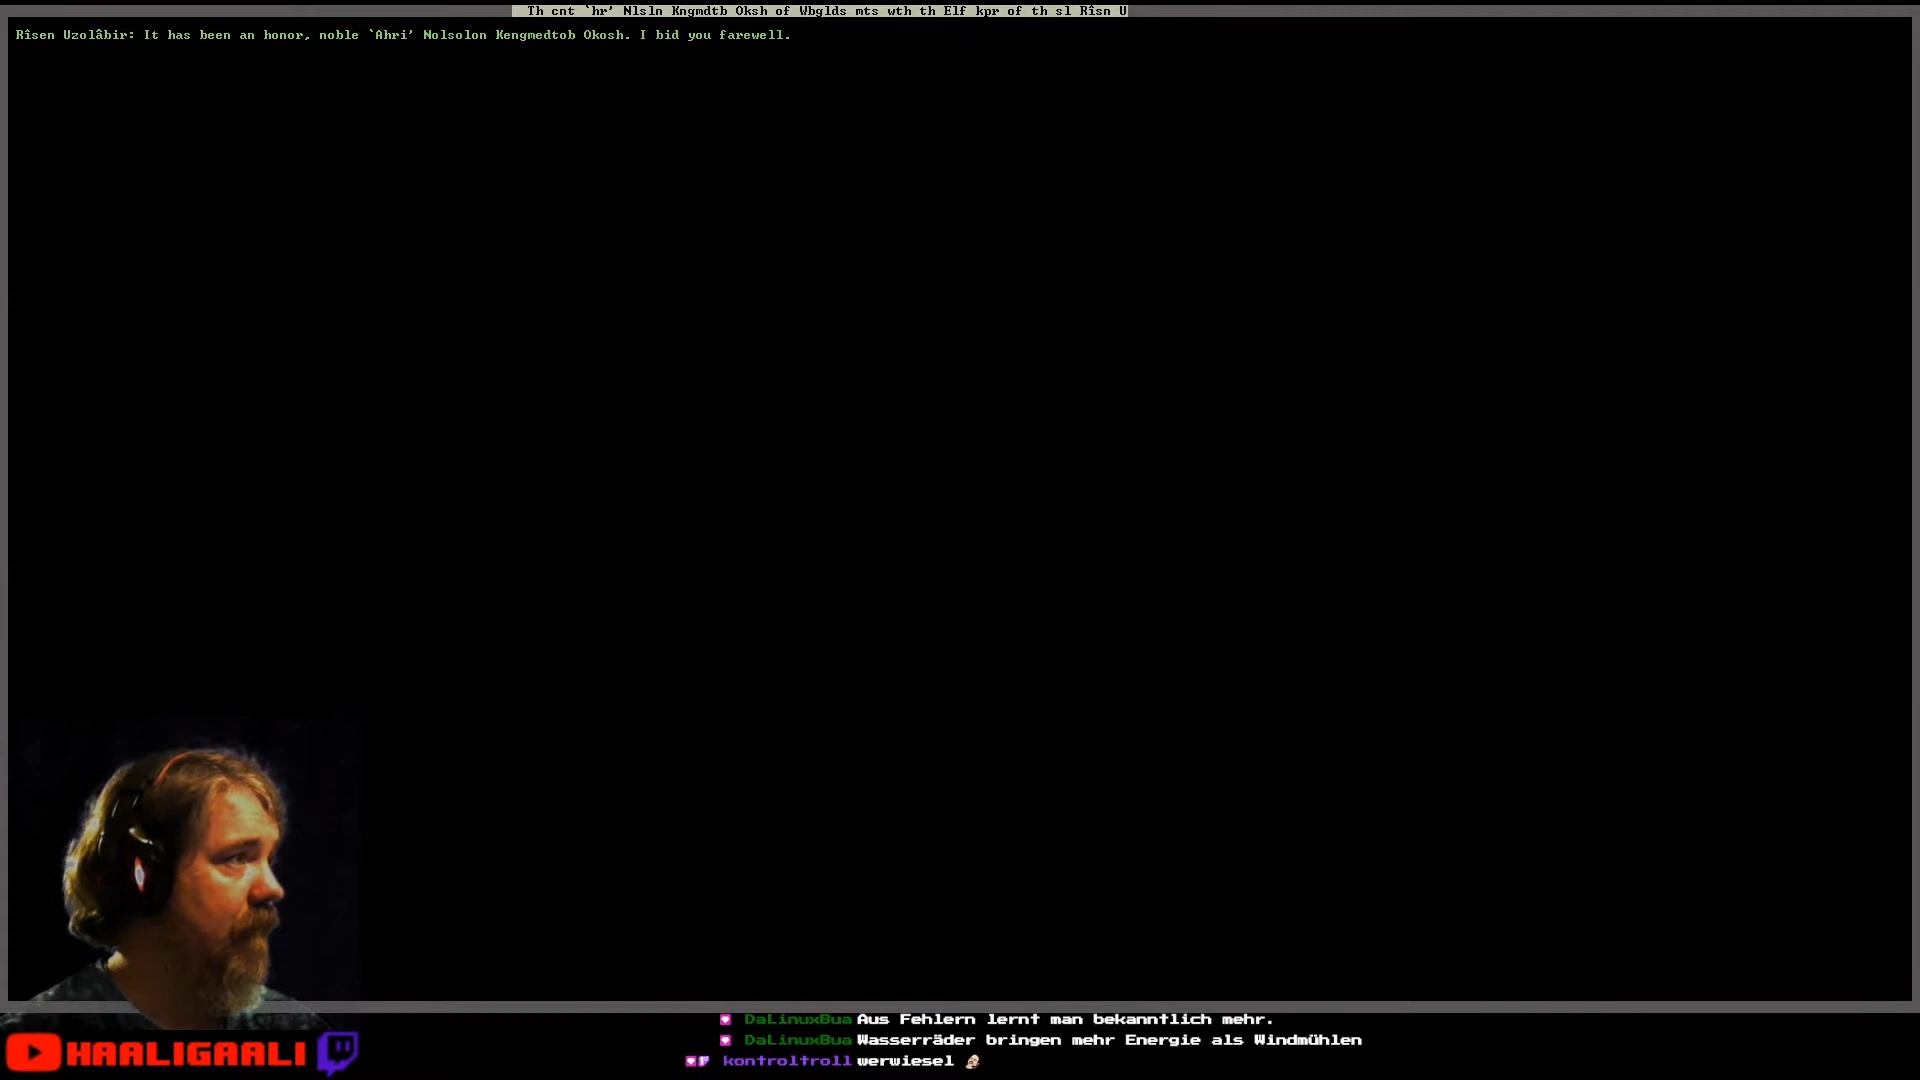 Th cnt `hr’ Nlsln Kngmdtb Oksh of Wbglds mts wth th Elf kpr of th sl Rîsn U
Rîsen Uzolâbir: It has been an honor, noble `Ahri’ Nolsolon Kengmedtob Okosh. I bid you farewell.
DaLinuxBua Aus Fehlern lernt man bekanntlich mehr.
DaLinuxBua Wasserräder bringen mehr Energie als Windmühlen
kontroltroll werwiesel
HAALIGAALI